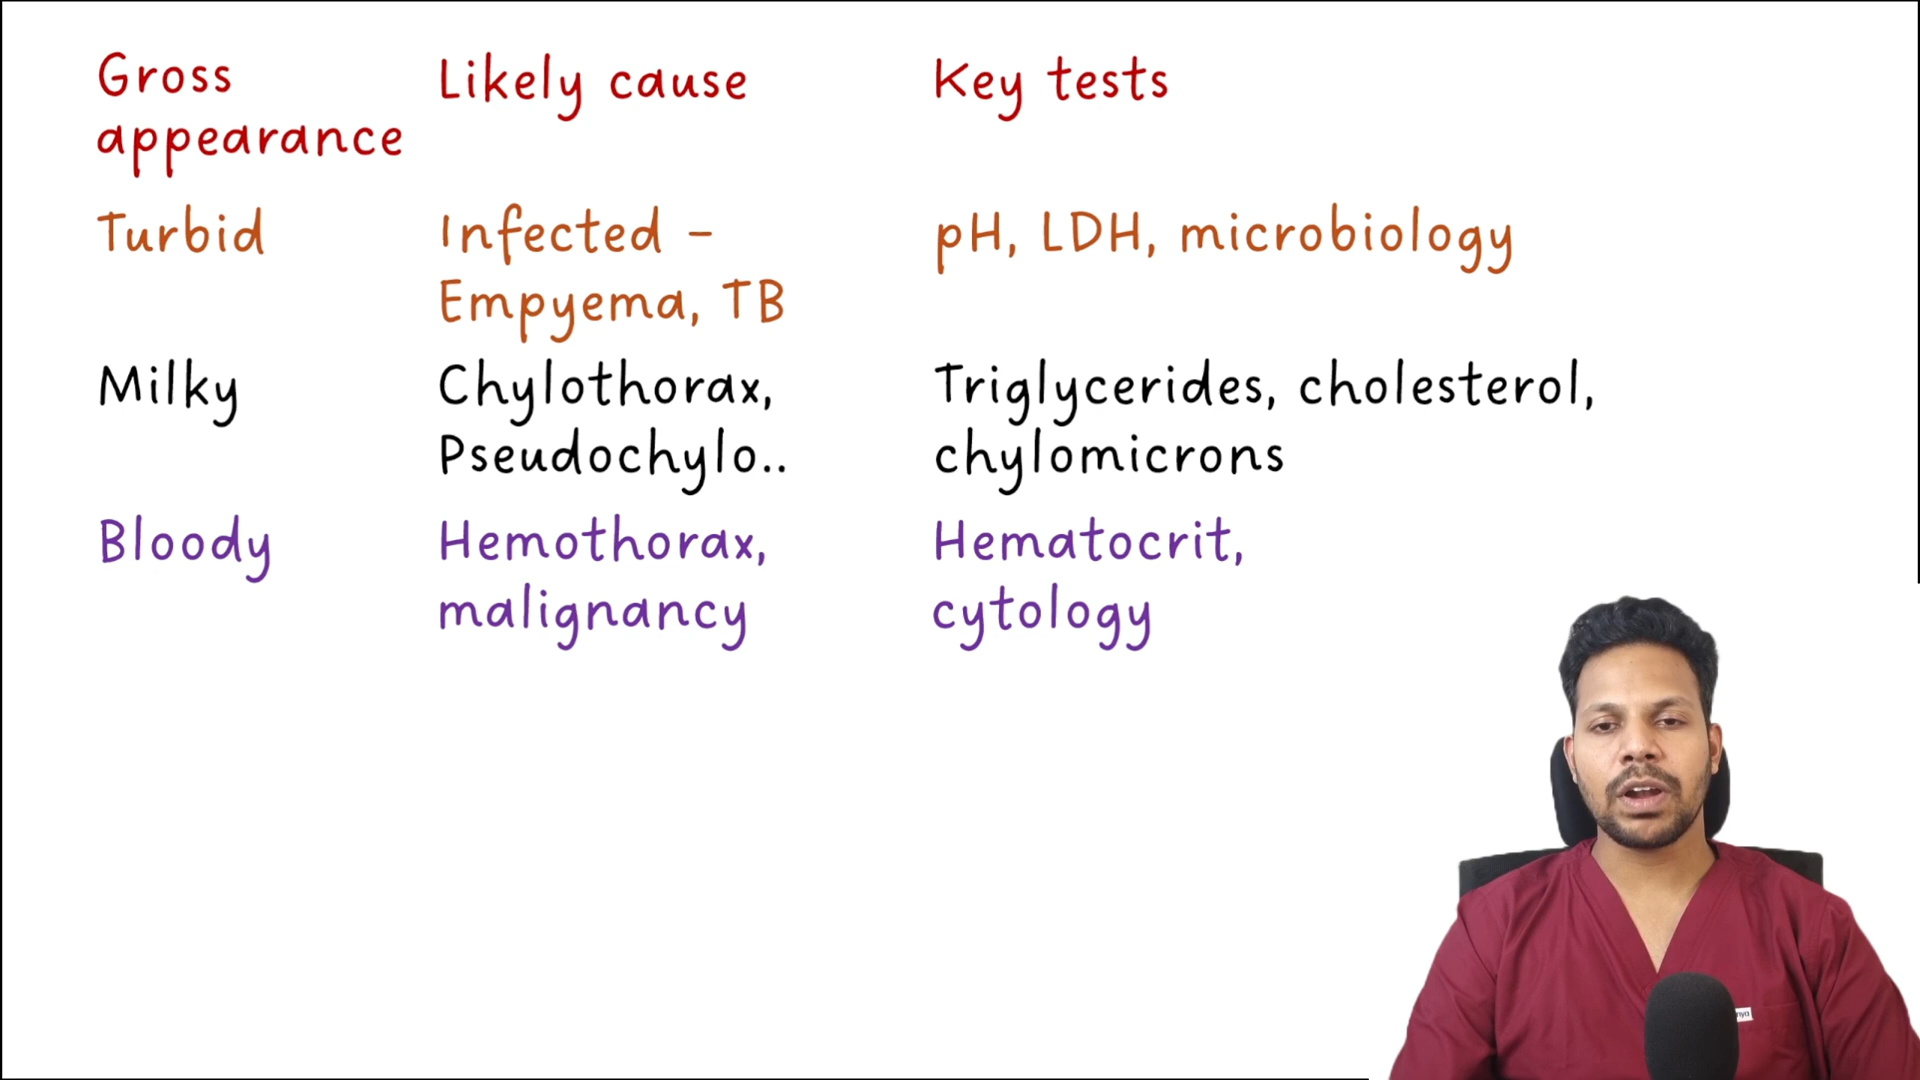 Gross
appearance
Likely cause
Key tests
Turbid
Infected -
Empyema, TB
pH, LDH, microbiology
Milky
Chylothorax,
Pseudochylo..
Triglycerides, cholesterol,
chylomicrons
Bloody
Hemothorax,
malignancy
Hematocrit,
cytology